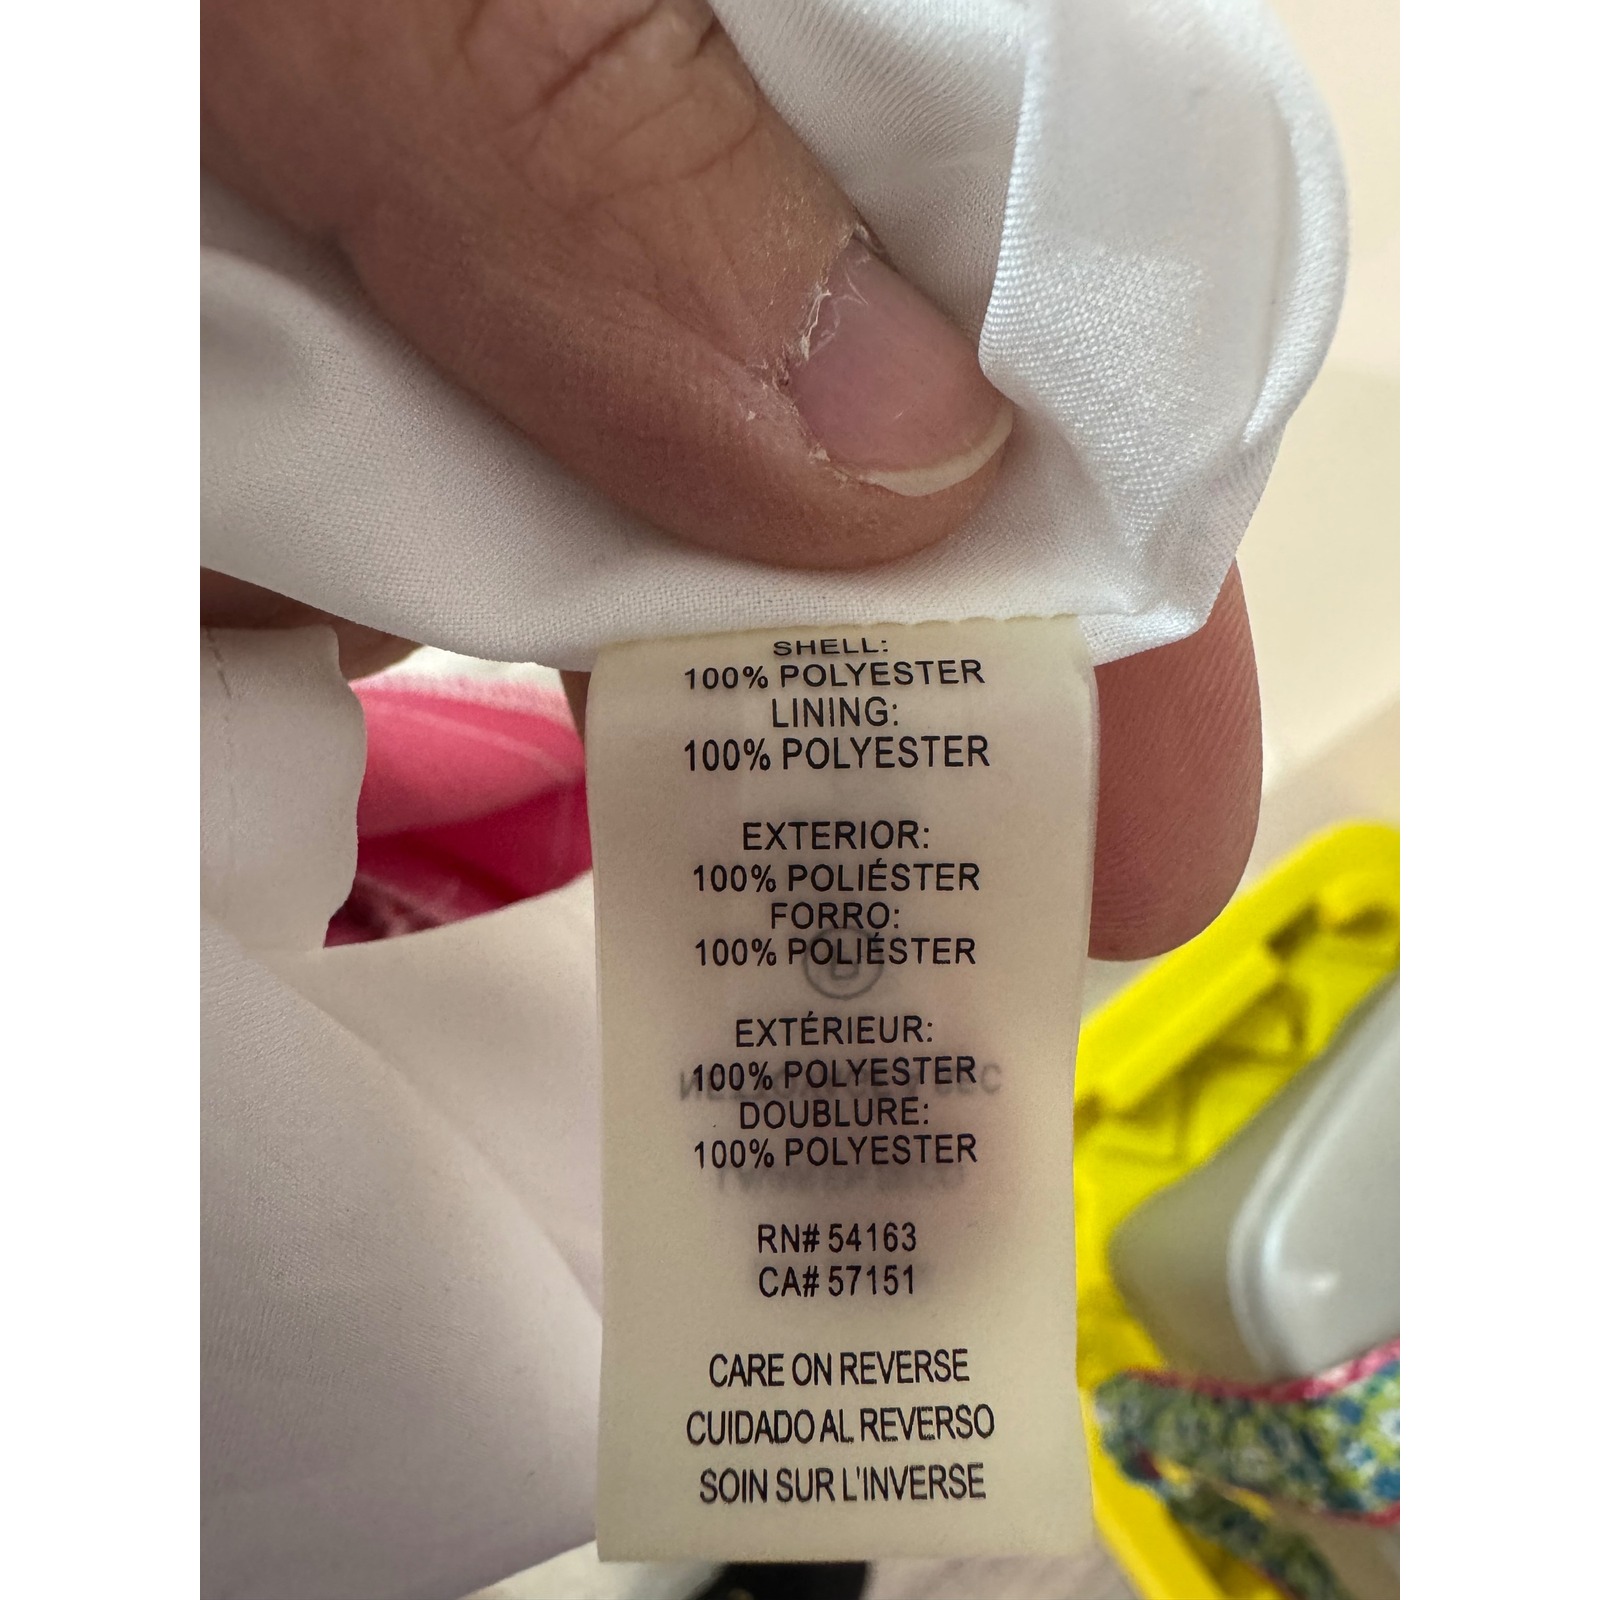 SHELL:
100% POLYESTER
LINING:
100% POLYESTER
EXTERIOR:
100% POLIÉSTER
FORRO:
100% POLIÉSTER
EXTÉRIEUR:
100% POLYESTER
DOUBLURE:
100% POLYESTER
RN# 54163
CA# 57151
CARE ON REVERSE
CUIDADO AL REVERSO
SOIN SUR L'INVERSE